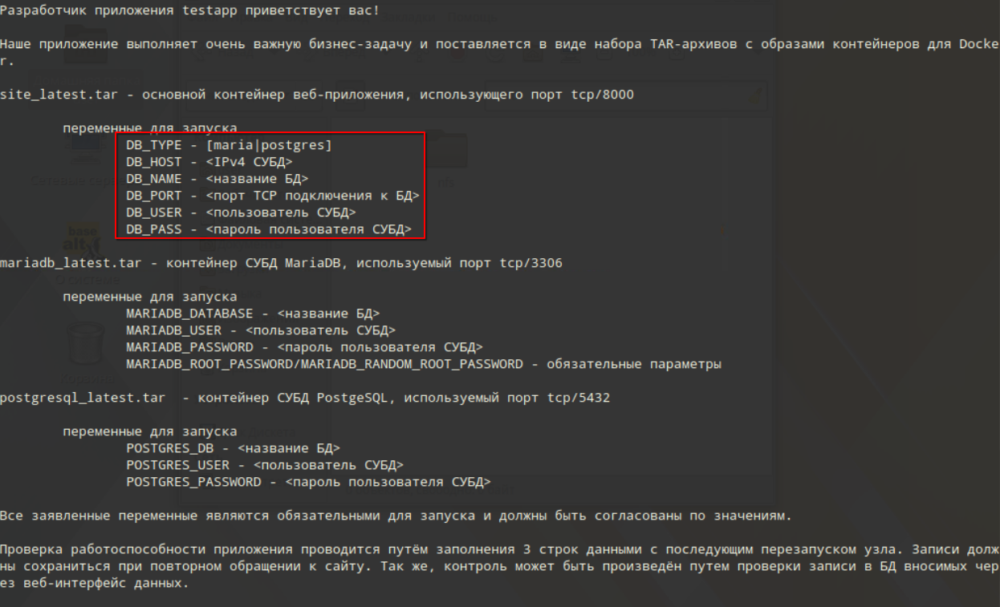 Разработчик приложения testapp приветствует вас!
Наше приложение выполняет очень важную бизнес-задачу и поставляется в виде набора TAR-архивов с образами контейнеров для Docke
r.
site_latest.tar - основной контейнер веб-приложения, использующего порт tcp/8000
переменные для запуска
DB_TYPE - [maria|postgres]
DB_HOST - <IPv4 СУБД>
DB_NAME - <название БД>
DB_PORT - <порт TCP подключения к БД>
DB_USER - <пользователь СУБД>
DB_PASS - <пароль пользователя СУБД>
mariadb_latest.tar - контейнер СУБД MariaDB, используемый порт tcp/3306
переменные для запуска
MARIADB_DATABASE - <название БД>
MARIADB_USER - <пользователь СУБД>
MARIADB_PASSWORD - <пароль пользователя СУБД>
MARIADB_ROOT_PASSWORD/MARIADB_RANDOM_ROOT_PASSWORD - обязательные параметры
postgresql_latest.tar  - контейнер СУБД PostgeSQL, используемый порт tcp/5432
переменные для запуска
POSTGRES_DB - <название БД>
POSTGRES_USER - <пользователь СУБД>
POSTGRES_PASSWORD - <пароль пользователя СУБД>
Все заявленные переменные являются обязательными для запуска и должны быть согласованы по значениям.
Проверка работоспособности приложения проводится путём заполнения 3 строк данными с последующим перезапуском узла. Записи долж
ны сохраниться при повторном обращении к сайту. Так же, контроль может быть произведён путем проверки записи в БД вносимых чер
ез веб-интерфейс данных.
base
alt
О системе
nfs